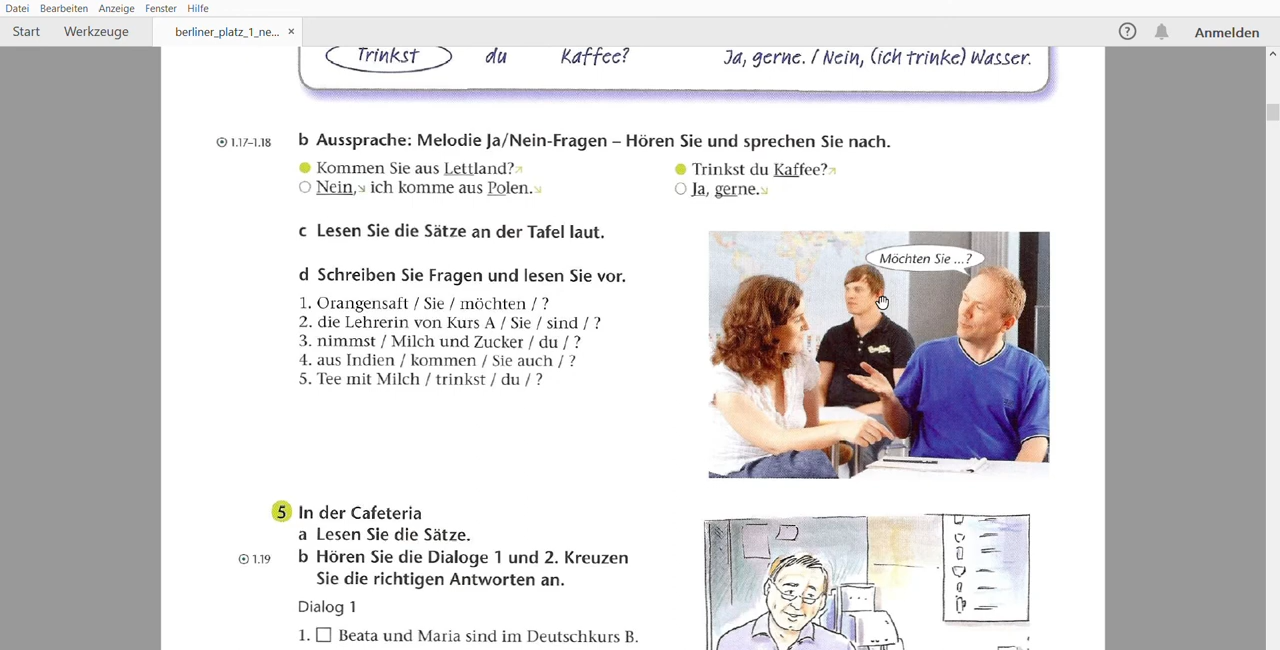 Datei Bearbeiten Anzeige Fenster Hilfe
Start Werkzeuge berliner_platz_1_ne... × ? Anmelden
Trinkst du Kaffee? Ja, gerne. / Nein, (ich trinke) Wasser.
1.17–1.18 b Aussprache: Melodie Ja/Nein-Fragen – Hören Sie und sprechen Sie nach.
Kommen Sie aus Lettland?↗
Nein,↘ ich komme aus Polen.↘
Trinkst du Kaffee?↗
Ja, gerne.↘
c Lesen Sie die Sätze an der Tafel laut.
d Schreiben Sie Fragen und lesen Sie vor.
1. Orangensaft / Sie / möchten / ?
2. die Lehrerin von Kurs A / Sie / sind / ?
3. nimmst / Milch und Zucker / du / ?
4. aus Indien / kommen / Sie auch / ?
5. Tee mit Milch / trinkst / du / ?
Möchten Sie ...?
5 In der Cafeteria
a Lesen Sie die Sätze.
1.19 b Hören Sie die Dialoge 1 und 2. Kreuzen
Sie die richtigen Antworten an.
Dialog 1
1. ☐ Beata und Maria sind im Deutschkurs B.